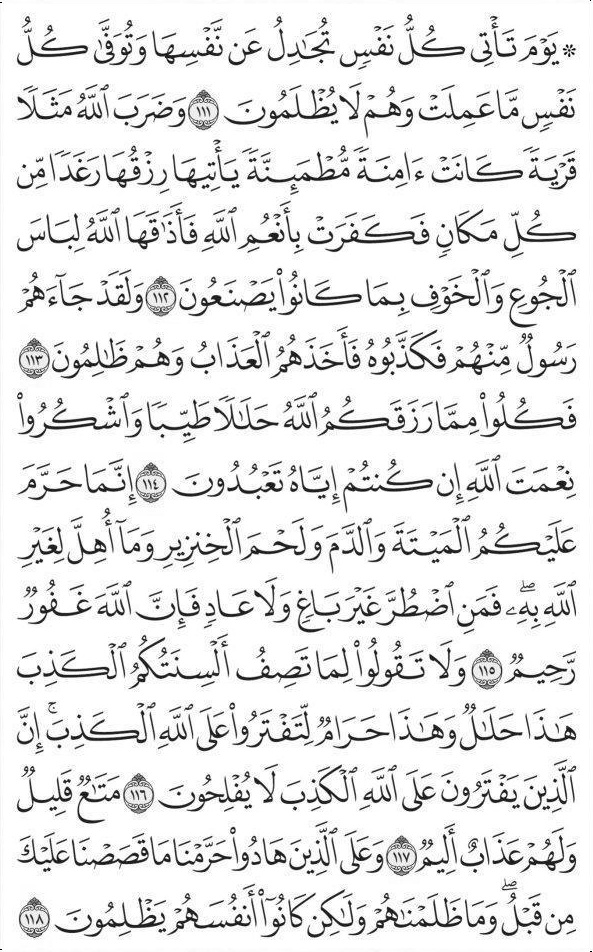 ۞ يَوْمَ تَأْتِى كُلُّ نَفْسٍ تُجَـٰدِلُ عَن نَّفْسِهَا وَتُوَفَّىٰ كُلُّ
نَفْسٍ مَّا عَمِلَتْ وَهُمْ لَا يُظْلَمُونَ ١١١ وَضَرَبَ ٱللَّهُ مَثَلًا
قَرْيَةً كَانَتْ ءَامِنَةً مُّطْمَئِنَّةً يَأْتِيهَا رِزْقُهَا رَغَدًا مِّن
كُلِّ مَكَانٍ فَكَفَرَتْ بِأَنْعُمِ ٱللَّهِ فَأَذَٰقَهَا ٱللَّهُ لِبَاسَ
ٱلْجُوعِ وَٱلْخَوْفِ بِمَا كَانُوا۟ يَصْنَعُونَ ١١٢ وَلَقَدْ جَآءَهُمْ
رَسُولٌ مِّنْهُمْ فَكَذَّبُوهُ فَأَخَذَهُمُ ٱلْعَذَابُ وَهُمْ ظَـٰلِمُونَ ١١٣
فَكُلُوا۟ مِمَّا رَزَقَكُمُ ٱللَّهُ حَلَـٰلًا طَيِّبًا وَٱشْكُرُوا۟
نِعْمَتَ ٱللَّهِ إِن كُنتُمْ إِيَّاهُ تَعْبُدُونَ ١١٤ إِنَّمَا حَرَّمَ
عَلَيْكُمُ ٱلْمَيْتَةَ وَٱلدَّمَ وَلَحْمَ ٱلْخِنزِيرِ وَمَآ أُهِلَّ لِغَيْرِ
ٱللَّهِ بِهِۦۖ فَمَنِ ٱضْطُرَّ غَيْرَ بَاغٍ وَلَا عَادٍ فَإِنَّ ٱللَّهَ غَفُورٌ
رَّحِيمٌ ١١٥ وَلَا تَقُولُوا۟ لِمَا تَصِفُ أَلْسِنَتُكُمُ ٱلْكَذِبَ
هَـٰذَا حَلَـٰلٌ وَهَـٰذَا حَرَامٌ لِّتَفْتَرُوا۟ عَلَى ٱللَّهِ ٱلْكَذِبَۚ إِنَّ
ٱلَّذِينَ يَفْتَرُونَ عَلَى ٱللَّهِ ٱلْكَذِبَ لَا يُفْلِحُونَ ١١٦ مَتَـٰعٌ قَلِيلٌ
وَلَهُمْ عَذَابٌ أَلِيمٌ ١١٧ وَعَلَى ٱلَّذِينَ هَادُوا۟ حَرَّمْنَا مَا قَصَصْنَا عَلَيْكَ
مِن قَبْلُۖ وَمَا ظَلَمْنَـٰهُمْ وَلَـٰكِن كَانُوٓا۟ أَنفُسَهُمْ يَظْلِمُونَ ١١٨